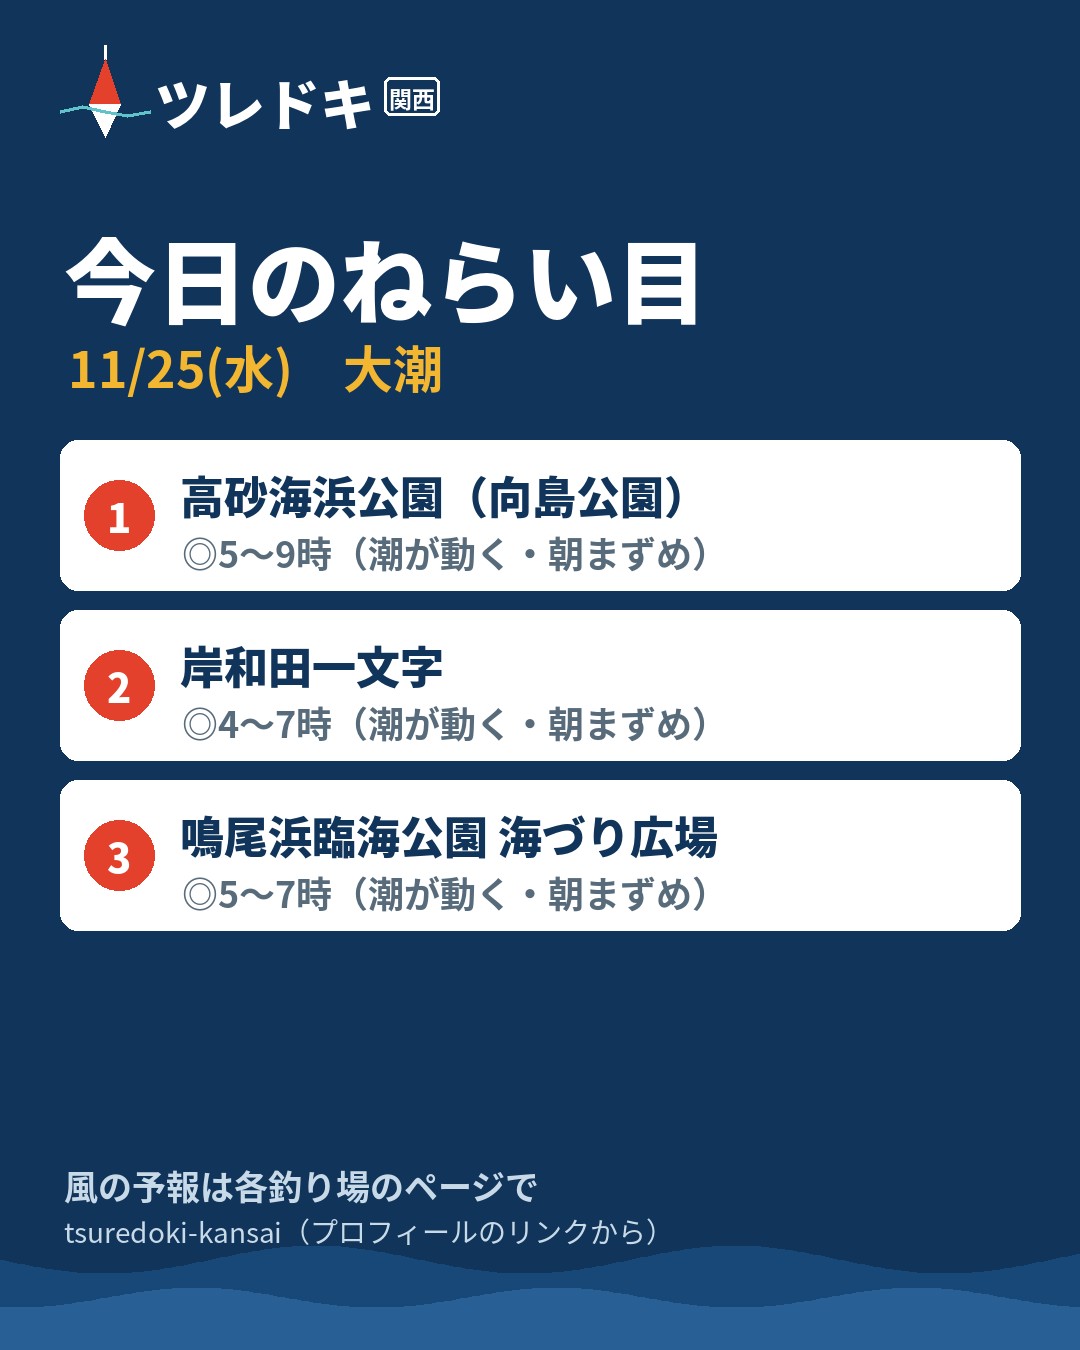 ツレドキ 関西
今日のねらい目
11/25(水)　大潮
1 高砂海浜公園（向島公園）
◎5〜9時（潮が動く・朝まずめ）
2 岸和田一文字
◎4〜7時（潮が動く・朝まずめ）
3 鳴尾浜臨海公園 海づり広場
◎5〜7時（潮が動く・朝まずめ）
風の予報は各釣り場のページで
tsuredoki-kansai（プロフィールのリンクから）